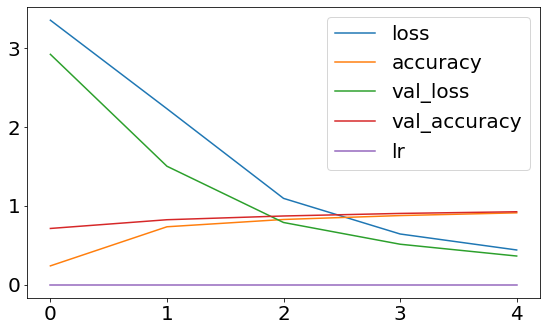 3
2
1
0
0 1 2 3 4
loss
accuracy
val_loss
val_accuracy
lr